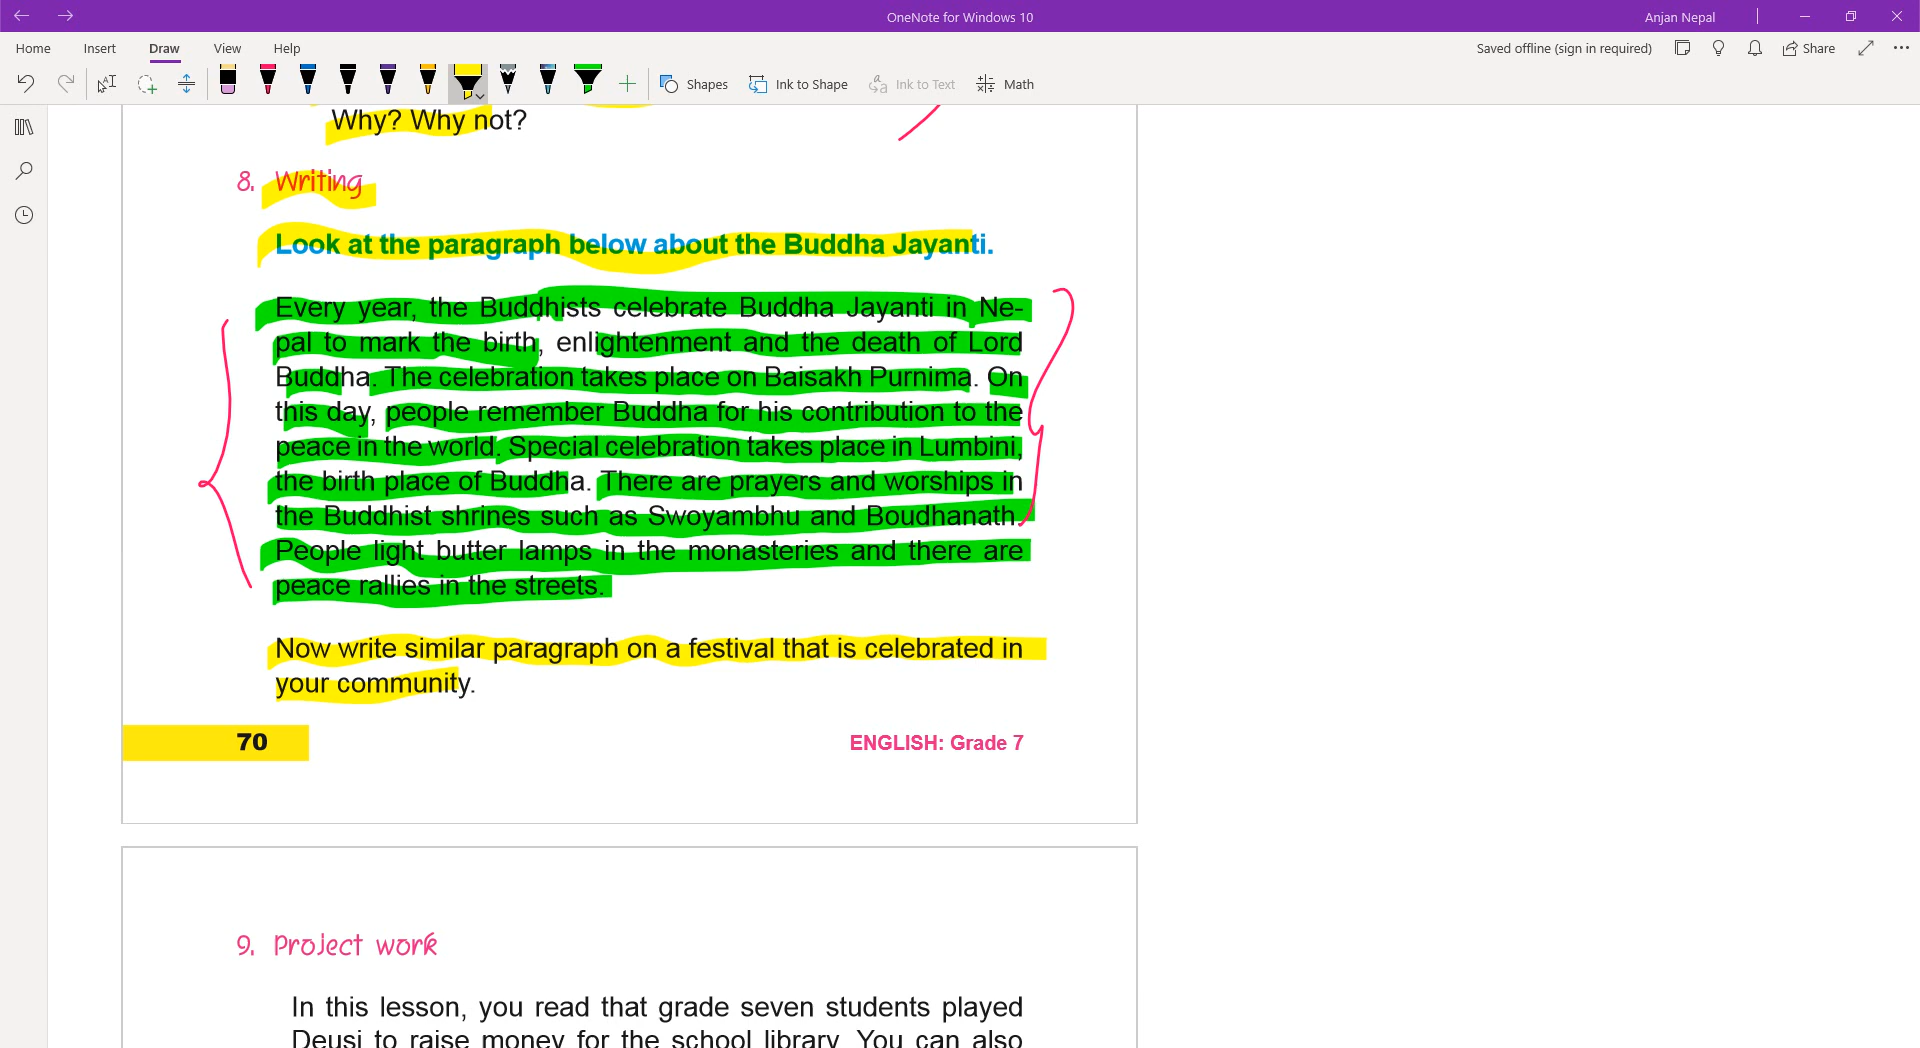 OneNote for Windows 10
Anjan Nepal
Home Insert Draw View Help
Saved offline (sign in required)
Share
Shapes
Ink to Shape
Ink to Text
Math
Why? Why not?
8. Writing
Look at the paragraph below about the Buddha Jayanti.
Every year, the Buddhists celebrate Buddha Jayanti in Ne-
pal to mark the birth, enlightenment and the death of Lord
Buddha. The celebration takes place on Baisakh Purnima. On
this day, people remember Buddha for his contribution to the
peace in the world. Special celebration takes place in Lumbini,
the birth place of Buddha. There are prayers and worships in
the Buddhist shrines such as Swoyambhu and Boudhanath.
People light butter lamps in the monasteries and there are
peace rallies in the streets.
Now write similar paragraph on a festival that is celebrated in
your community.
70
ENGLISH: Grade 7
9. Project work
In this lesson, you read that grade seven students played
Deusi to raise money for the school library. You can also